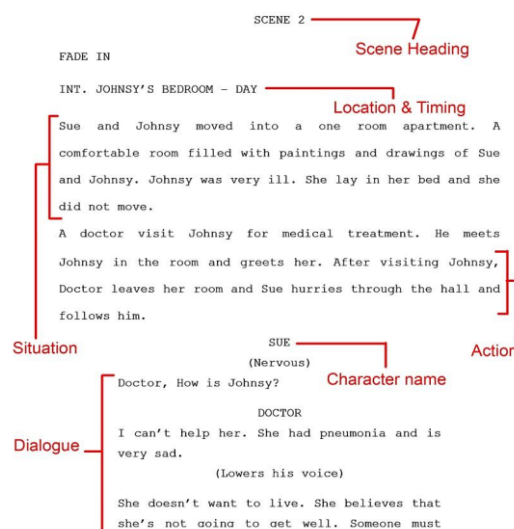 SCENE 2
Scene Heading
FADE IN
INT. JOHNSY'S BEDROOM – DAY
Location & Timing
Sue and Johnsy moved into a one room apartment. A
comfortable room filled with paintings and drawings of Sue
and Johnsy. Johnsy was very ill. She lay in her bed and she
did not move.
A doctor visit Johnsy for medical treatment. He meets
Johnsy in the room and greets her. After visiting Johnsy,
Doctor leaves her room and Sue hurries through the hall and
follows him.
Situation
Action
SUE
(Nervous)
Character name
Doctor, How is Johnsy?
DOCTOR
Dialogue
I can't help her. She had pneumonia and is
very sad.
(Lowers his voice)
She doesn't want to live. She believes that
she's not going to get well. Someone must